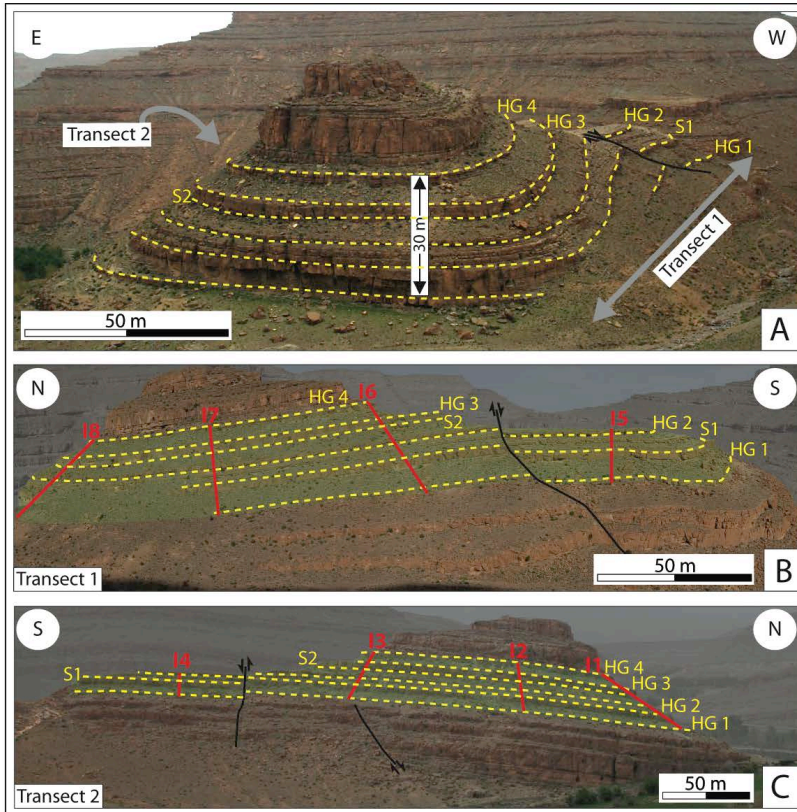 E
W
HG 4
HG 3
HG 2
S1
HG 1
Transect 2
S2
30 m
Transect 1
50 m
A
N
S
HG 4
I6
HG 3
S2
I7
I8
I5
HG 2
S1
HG 1
50 m
Transect 1
B
S
N
I3
S2
I4
S1
I2
I1
HG 4
HG 3
HG 2
HG 1
50 m
Transect 2
C